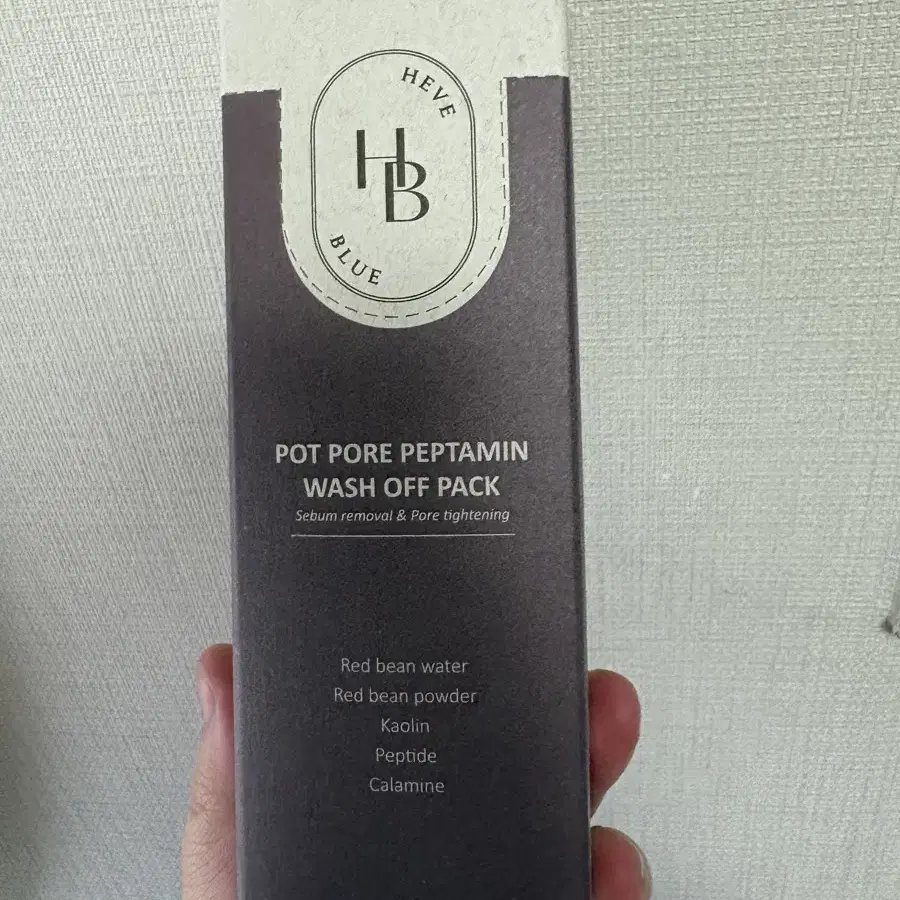 HEVE
HB
BLUE
POT PORE PEPTAMIN
WASH OFF PACK
Sebum removal & Pore tightening
Red bean water
Red bean powder
Kaolin
Peptide
Calamine